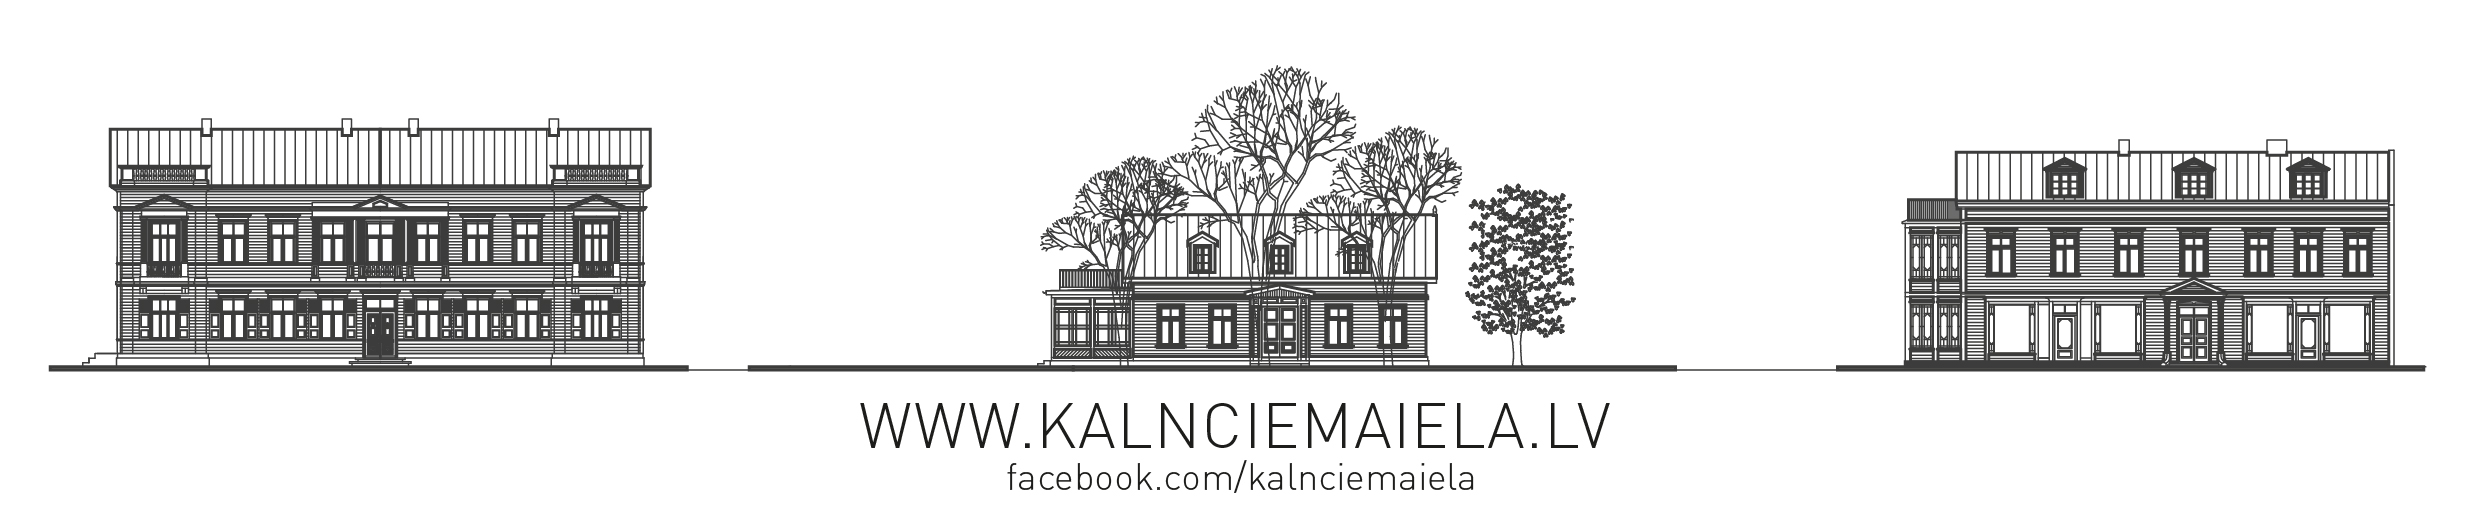 WWW.KALNCIEMAIELA.LV
facebook.com/kalnciemaiela